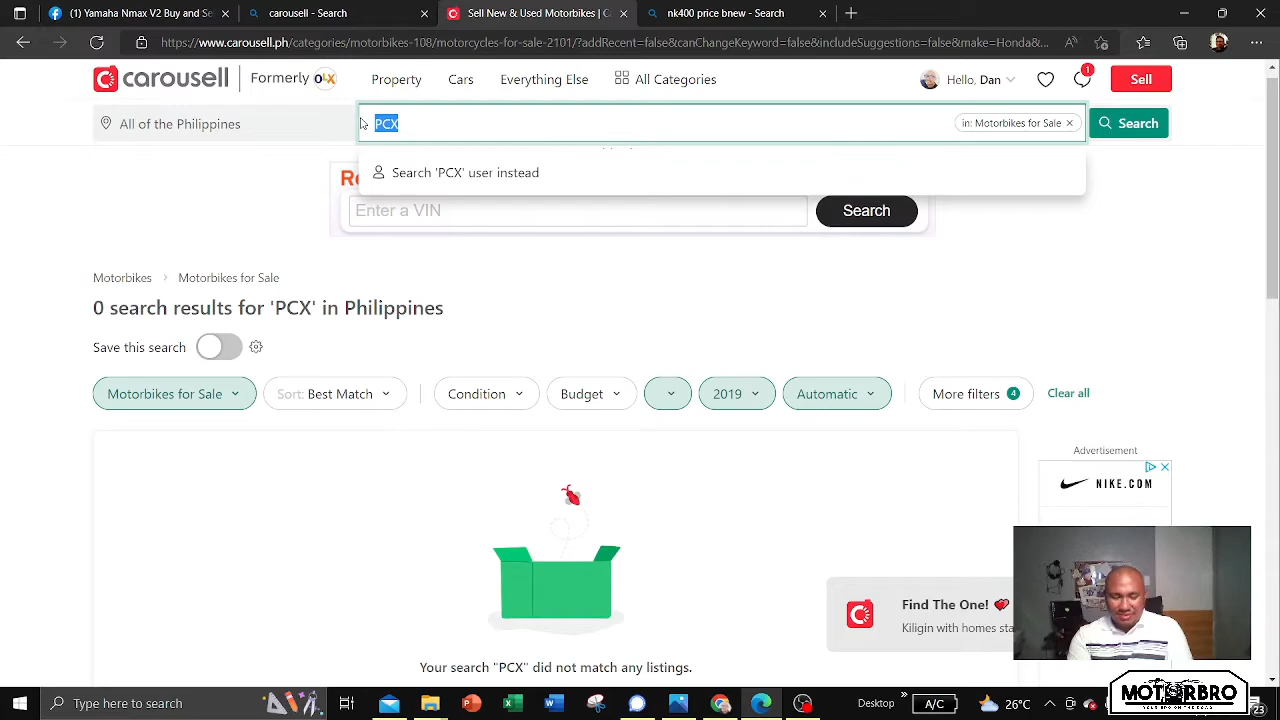 Yamaha Nmax V2 Buy and Se
carousell - Search
Sell New & Used Motorbikes | C
nk400 price bnew - Search
https://www.carousell.ph/categories/motorbikes-108/motorcycles-for-sale-2101/?addRecent=false&canChangeKeyword=false&includeSuggestions=false&make=Honda&...
carousell
Formerly OLX
Property
Cars
Everything Else
All Categories
Hello, Dan
1
Sell
All of the Philippines
PCX
in: Motorbikes for Sale
Search
Search 'PCX' user instead
Re
Enter a VIN
Search
Motorbikes
Motorbikes for Sale
0 search results for 'PCX' in Philippines
Save this search
Motorbikes for Sale
Sort: Best Match
Condition
Budget
2019
Automatic
More filters 4
Clear all
Advertisement
NIKE.COM
Find The One!
Kiligin with homes sta
Your search "PCX" did not match any listings.
Type here to search
Desktop
A/C
26°C
MOTORBRO
23